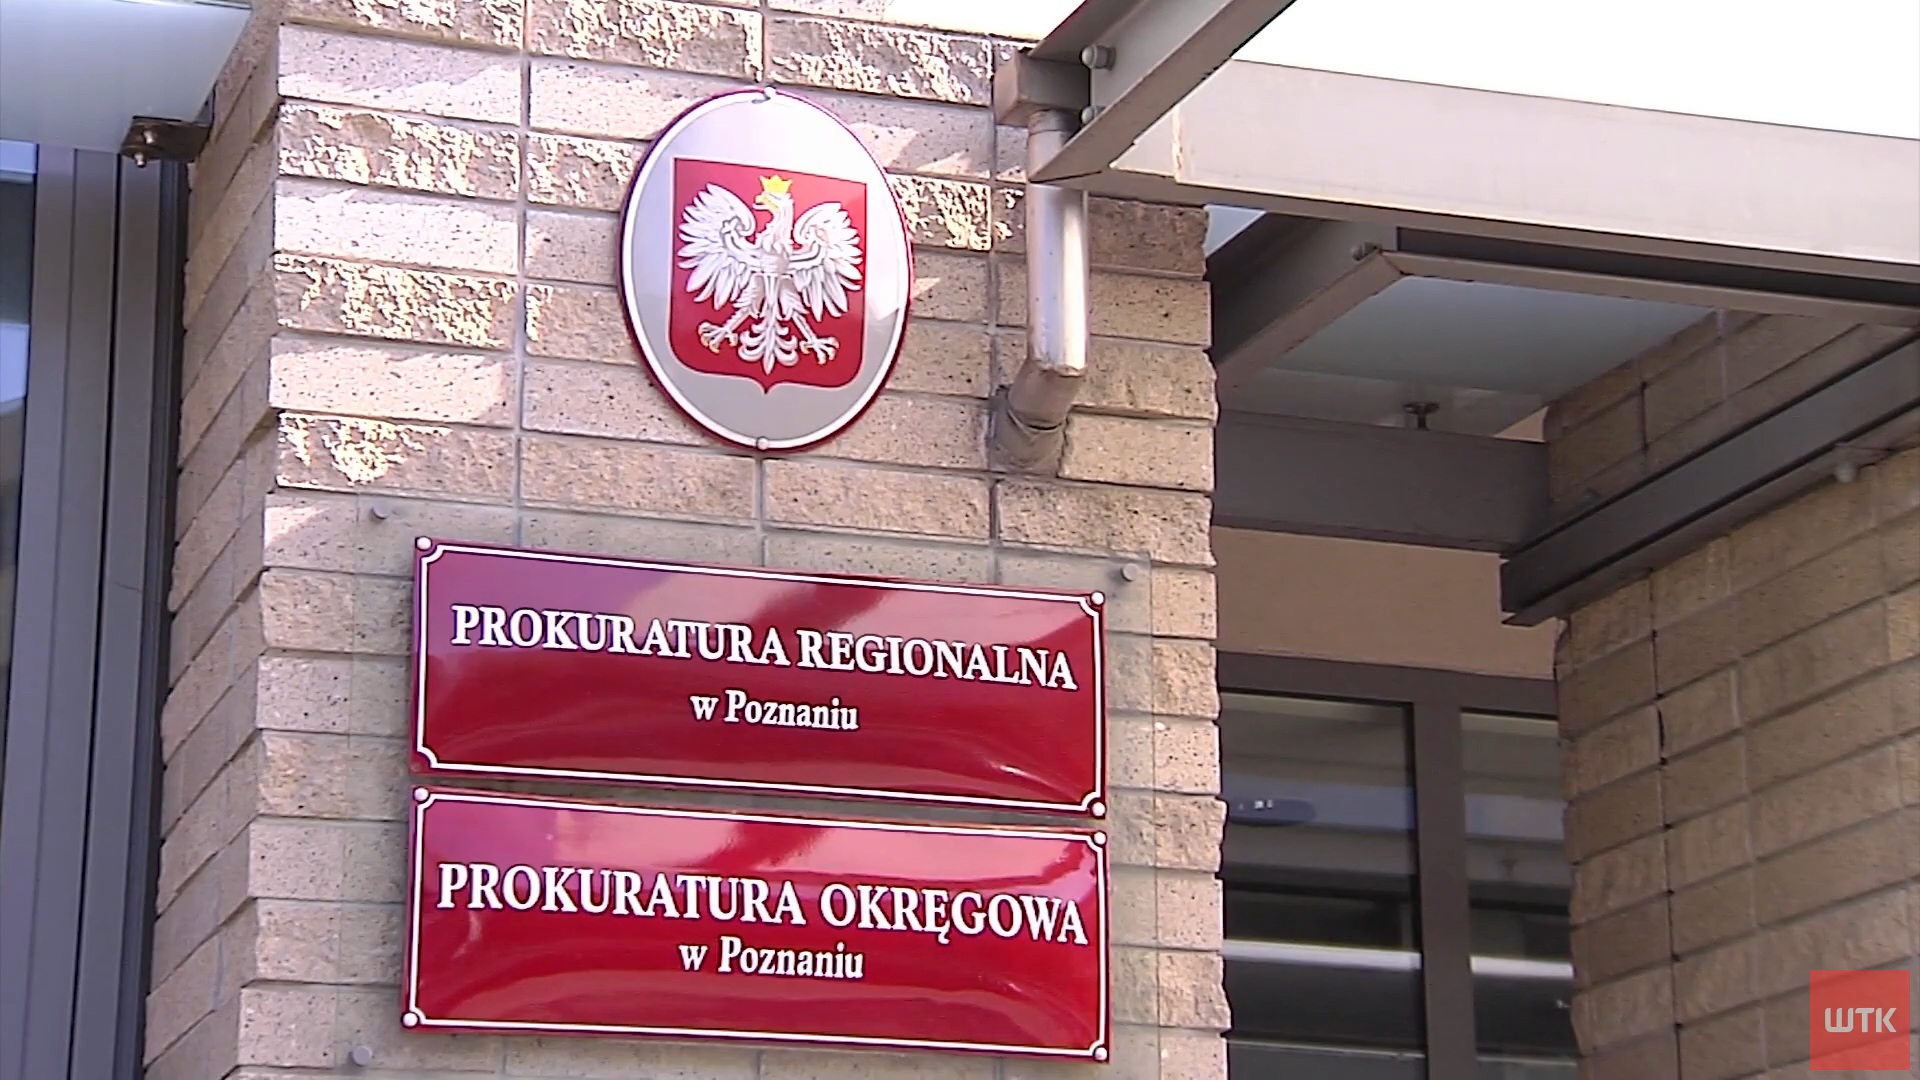 PROKURATURA REGIONALNA
w Poznaniu
PROKURATURA OKRĘGOWA
w Poznaniu
WTK